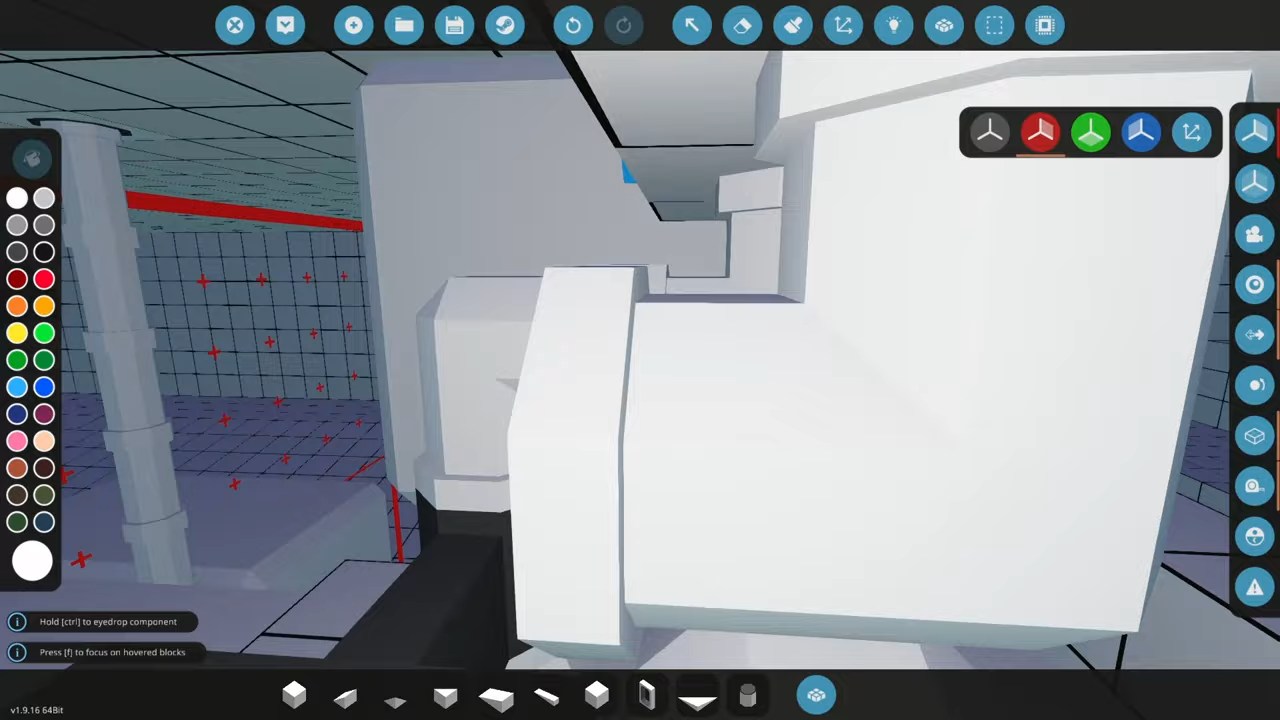 Hold [ctrl] to eyedrop component
Press [f] to focus on hovered blocks
v1.9.16 64Bit